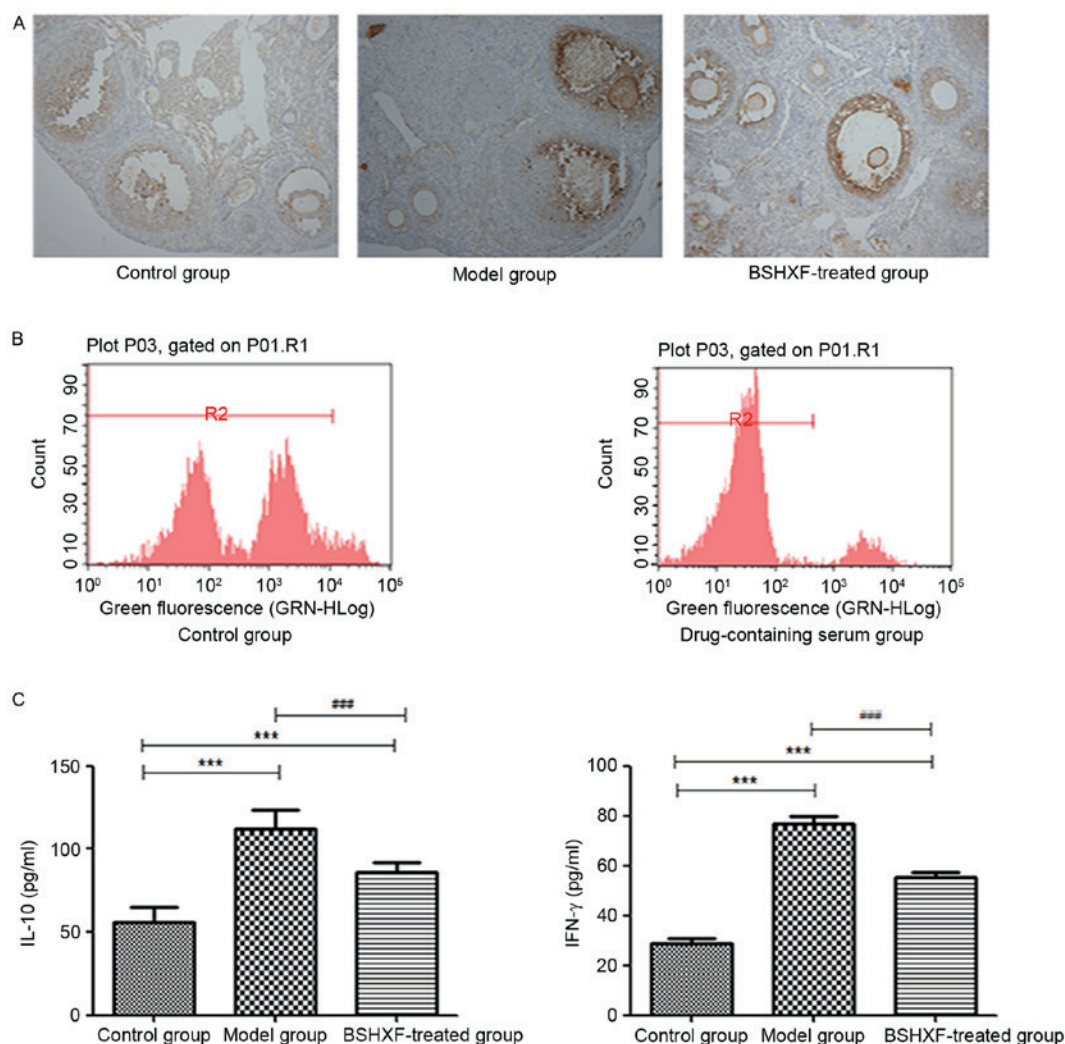 A
Control group
Model group
BSHXF-treated group
B
Plot P03, gated on P01.R1
90
70
50
30
0 10
Count
R2
10⁰ 10¹ 10² 10³ 10⁴ 10⁵
Green fluorescence (GRN-HLog)
Control group
Plot P03, gated on P01.R1
90
70
50
30
0 10
Count
R2
10⁰ 10¹ 10² 10³ 10⁴ 10⁵
Green fluorescence (GRN-HLog)
Drug-containing serum group
C
###
***
***
150
100
50
0
IL-10 (pg/ml)
Control group Model group BSHXF-treated group
###
***
***
100
80
60
40
20
0
IFN-γ (pg/ml)
Control group Model group BSHXF-treated group